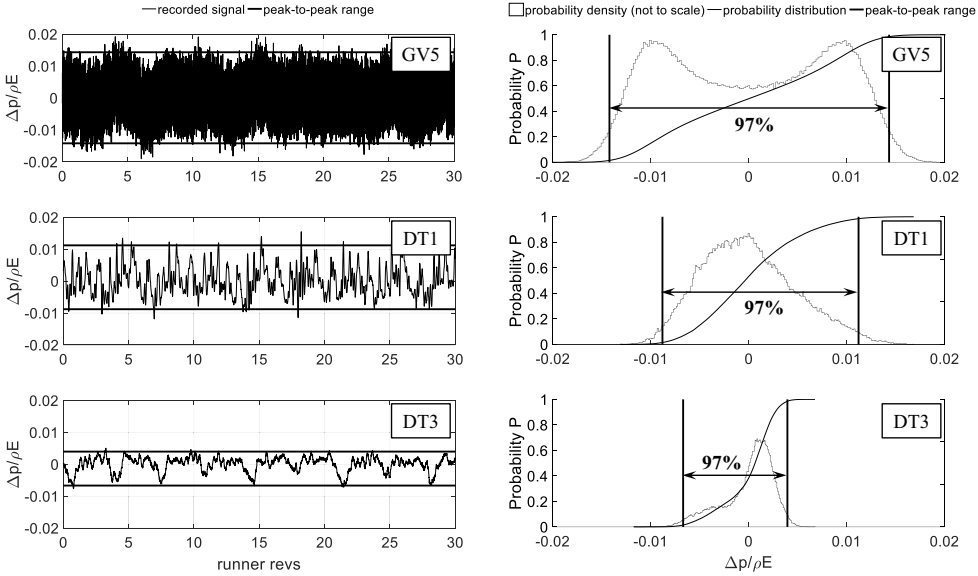 recorded signal peak-to-peak range
probability density (not to scale) probability distribution peak-to-peak range
0.02
0.01
0
-0.01
-0.02
Δp/ρE
GV5
0 5 10 15 20 25 30
1
0.8
0.6
0.4
0.2
0
Probability P
GV5
97%
-0.02 -0.01 0 0.01 0.02
0.02
0.01
0
-0.01
-0.02
Δp/ρE
DT1
0 5 10 15 20 25 30
1
0.8
0.6
0.4
0.2
0
Probability P
DT1
97%
-0.02 -0.01 0 0.01 0.02
0.02
0.01
0
-0.01
-0.02
Δp/ρE
DT3
0 5 10 15 20 25 30
runner revs
1
0.8
0.6
0.4
0.2
0
Probability P
DT3
97%
-0.02 -0.01 0 0.01 0.02
Δp/ρE